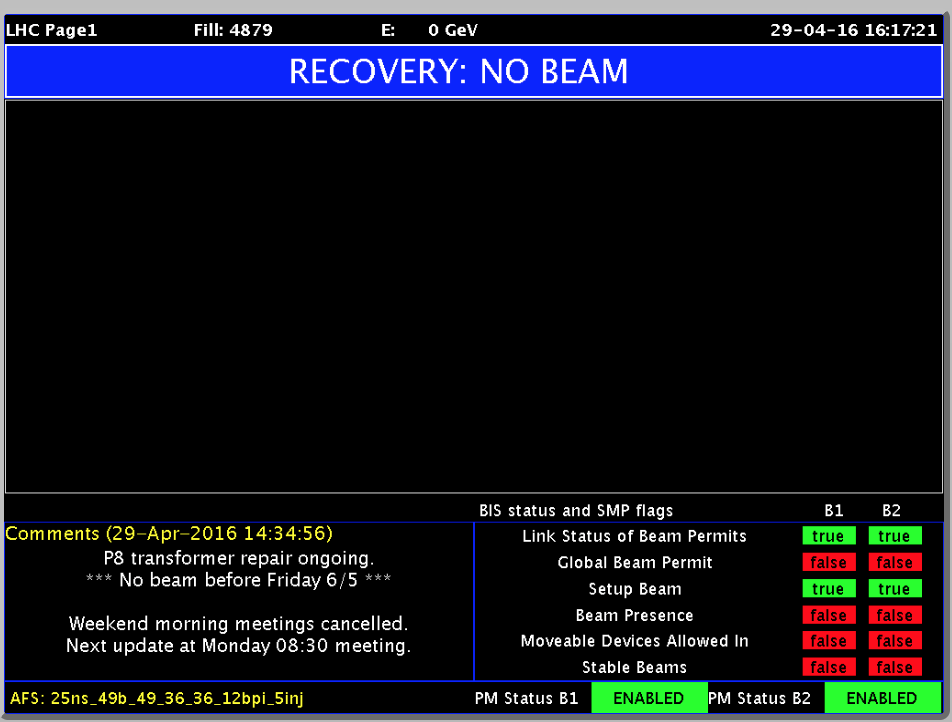 LHC Page1 Fill: 4879 E: 0 GeV 29-04-16 16:17:21
RECOVERY: NO BEAM
BIS status and SMP flags B1 B2
Comments (29-Apr-2016 14:34:56)
P8 transformer repair ongoing.
*** No beam before Friday 6/5 ***
Weekend morning meetings cancelled.
Next update at Monday 08:30 meeting.
Link Status of Beam Permits true true
Global Beam Permit false false
Setup Beam true true
Beam Presence false false
Moveable Devices Allowed In false false
Stable Beams false false
AFS: 25ns_49b_49_36_36_12bpi_5inj PM Status B1 ENABLED PM Status B2 ENABLED